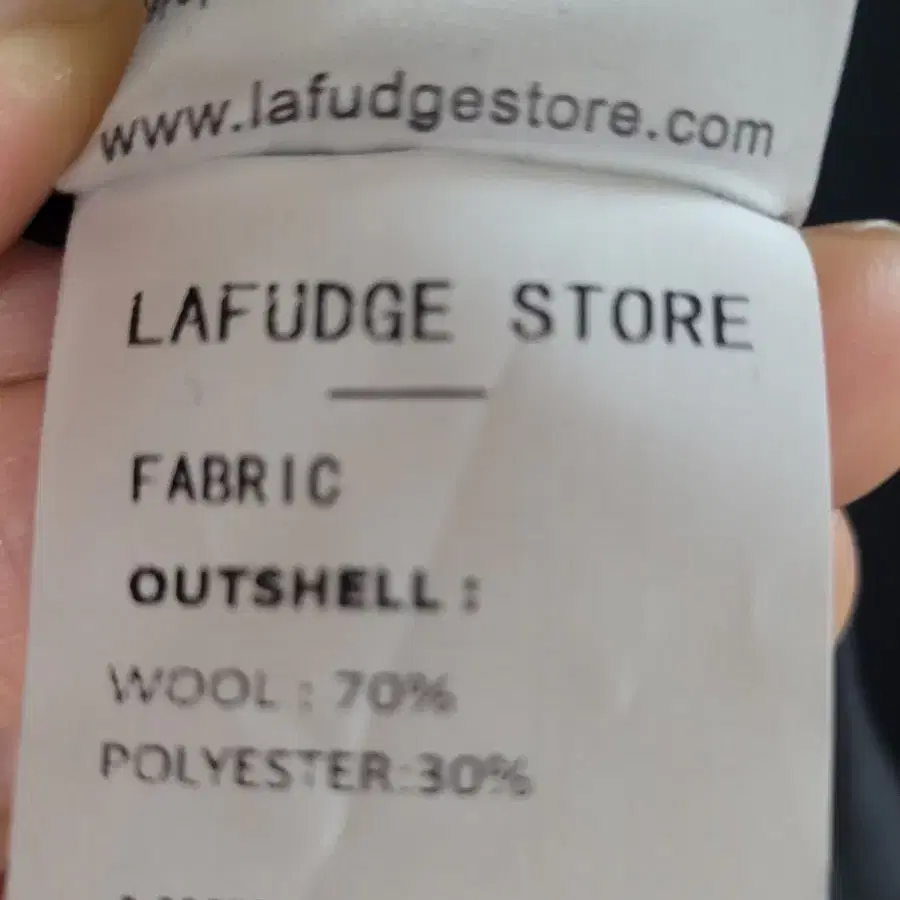 www.lafudgestore.com
LAFUDGE STORE
FABRIC
OUTSHELL :
WOOL : 70%
POLYESTER:30%